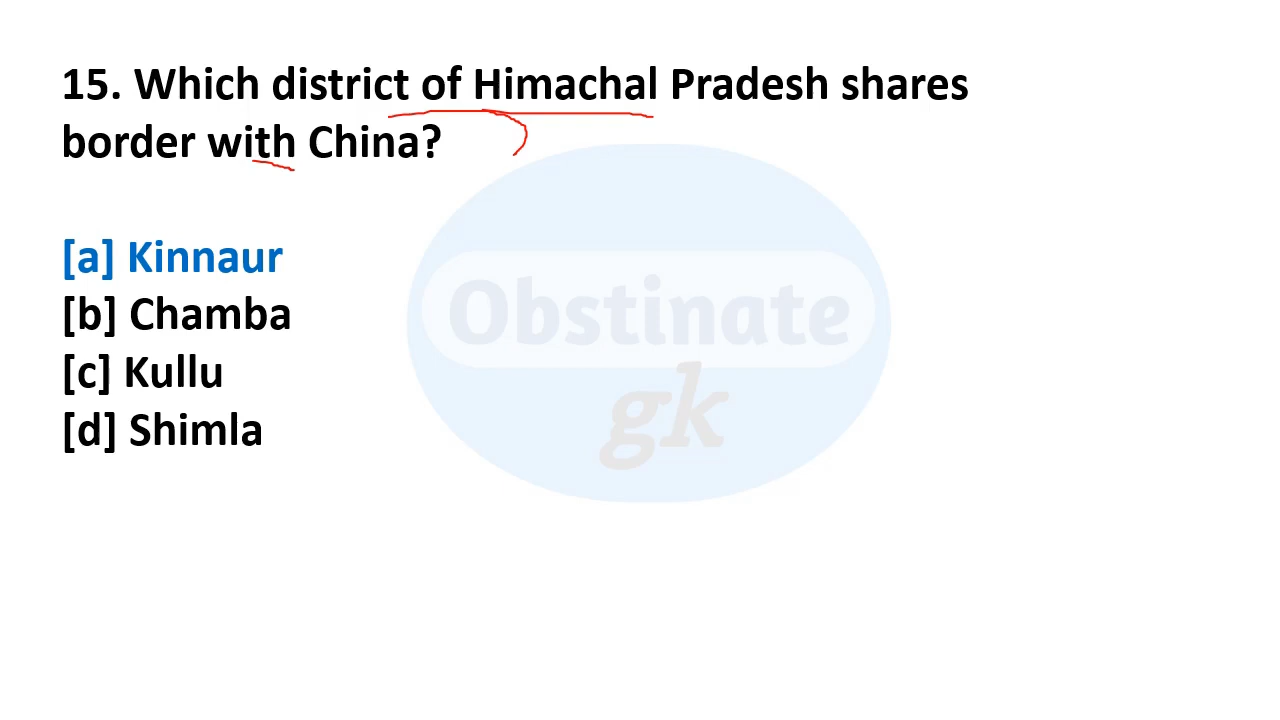 15. Which district of Himachal Pradesh shares
border with China?
[a] Kinnaur
[b] Chamba
[c] Kullu
[d] Shimla
Obstinate
gk